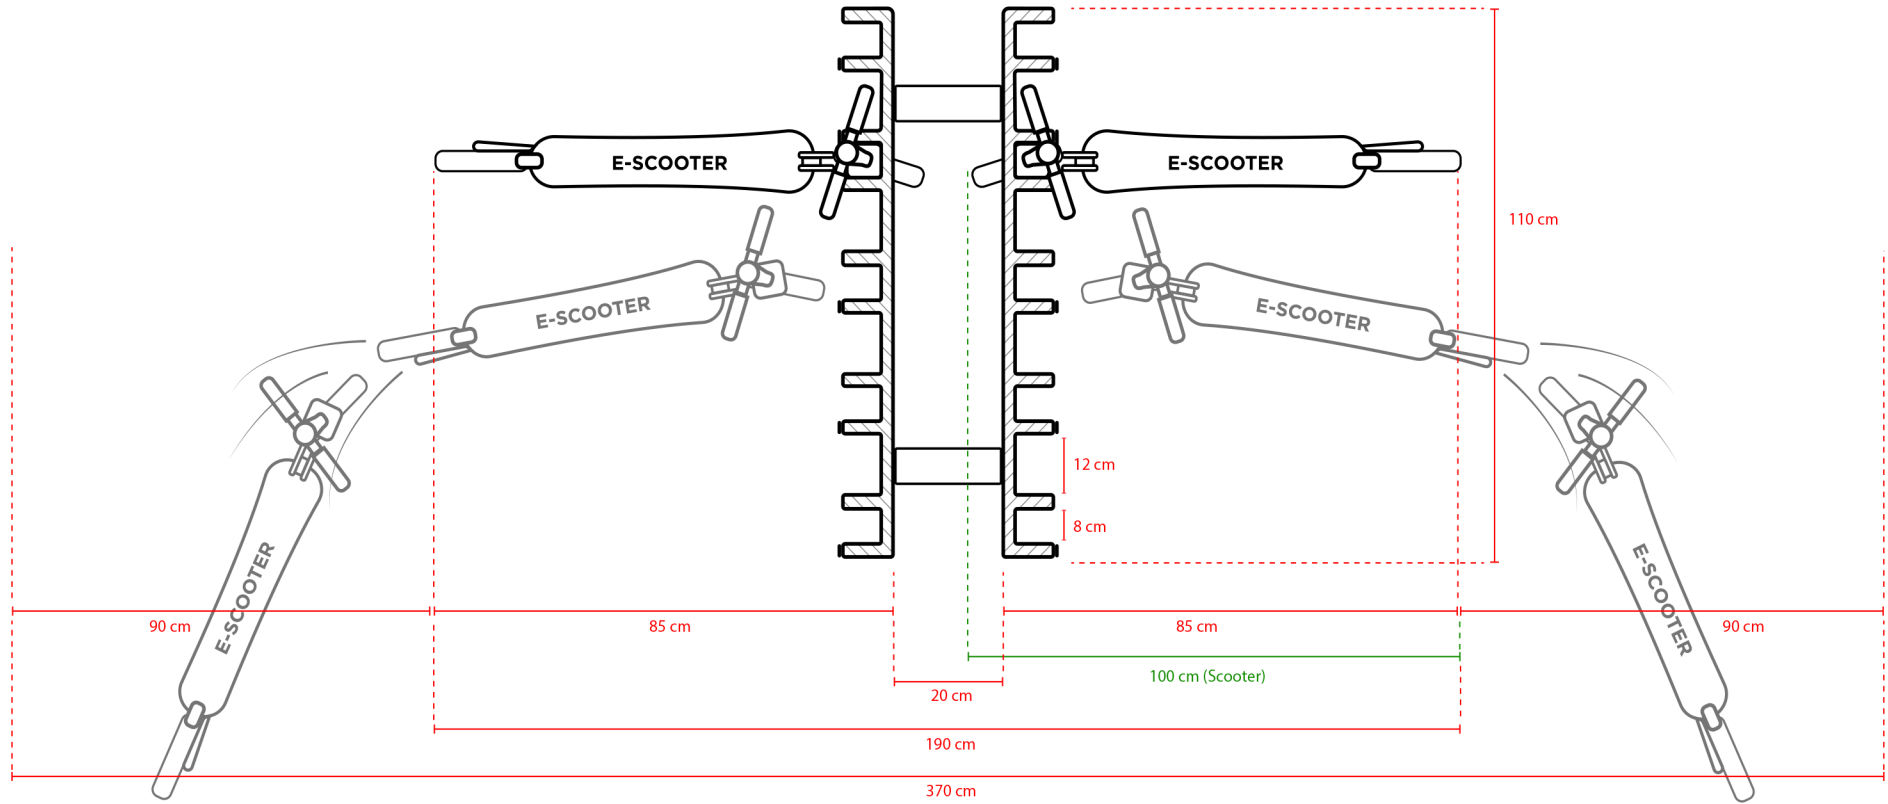 E-SCOOTER
E-SCOOTER
110 cm
E-SCOOTER
E-SCOOTER
12 cm
8 cm
E-SCOOTER
E-SCOOTER
90 cm
85 cm
85 cm
90 cm
100 cm (Scooter)
20 cm
190 cm
370 cm